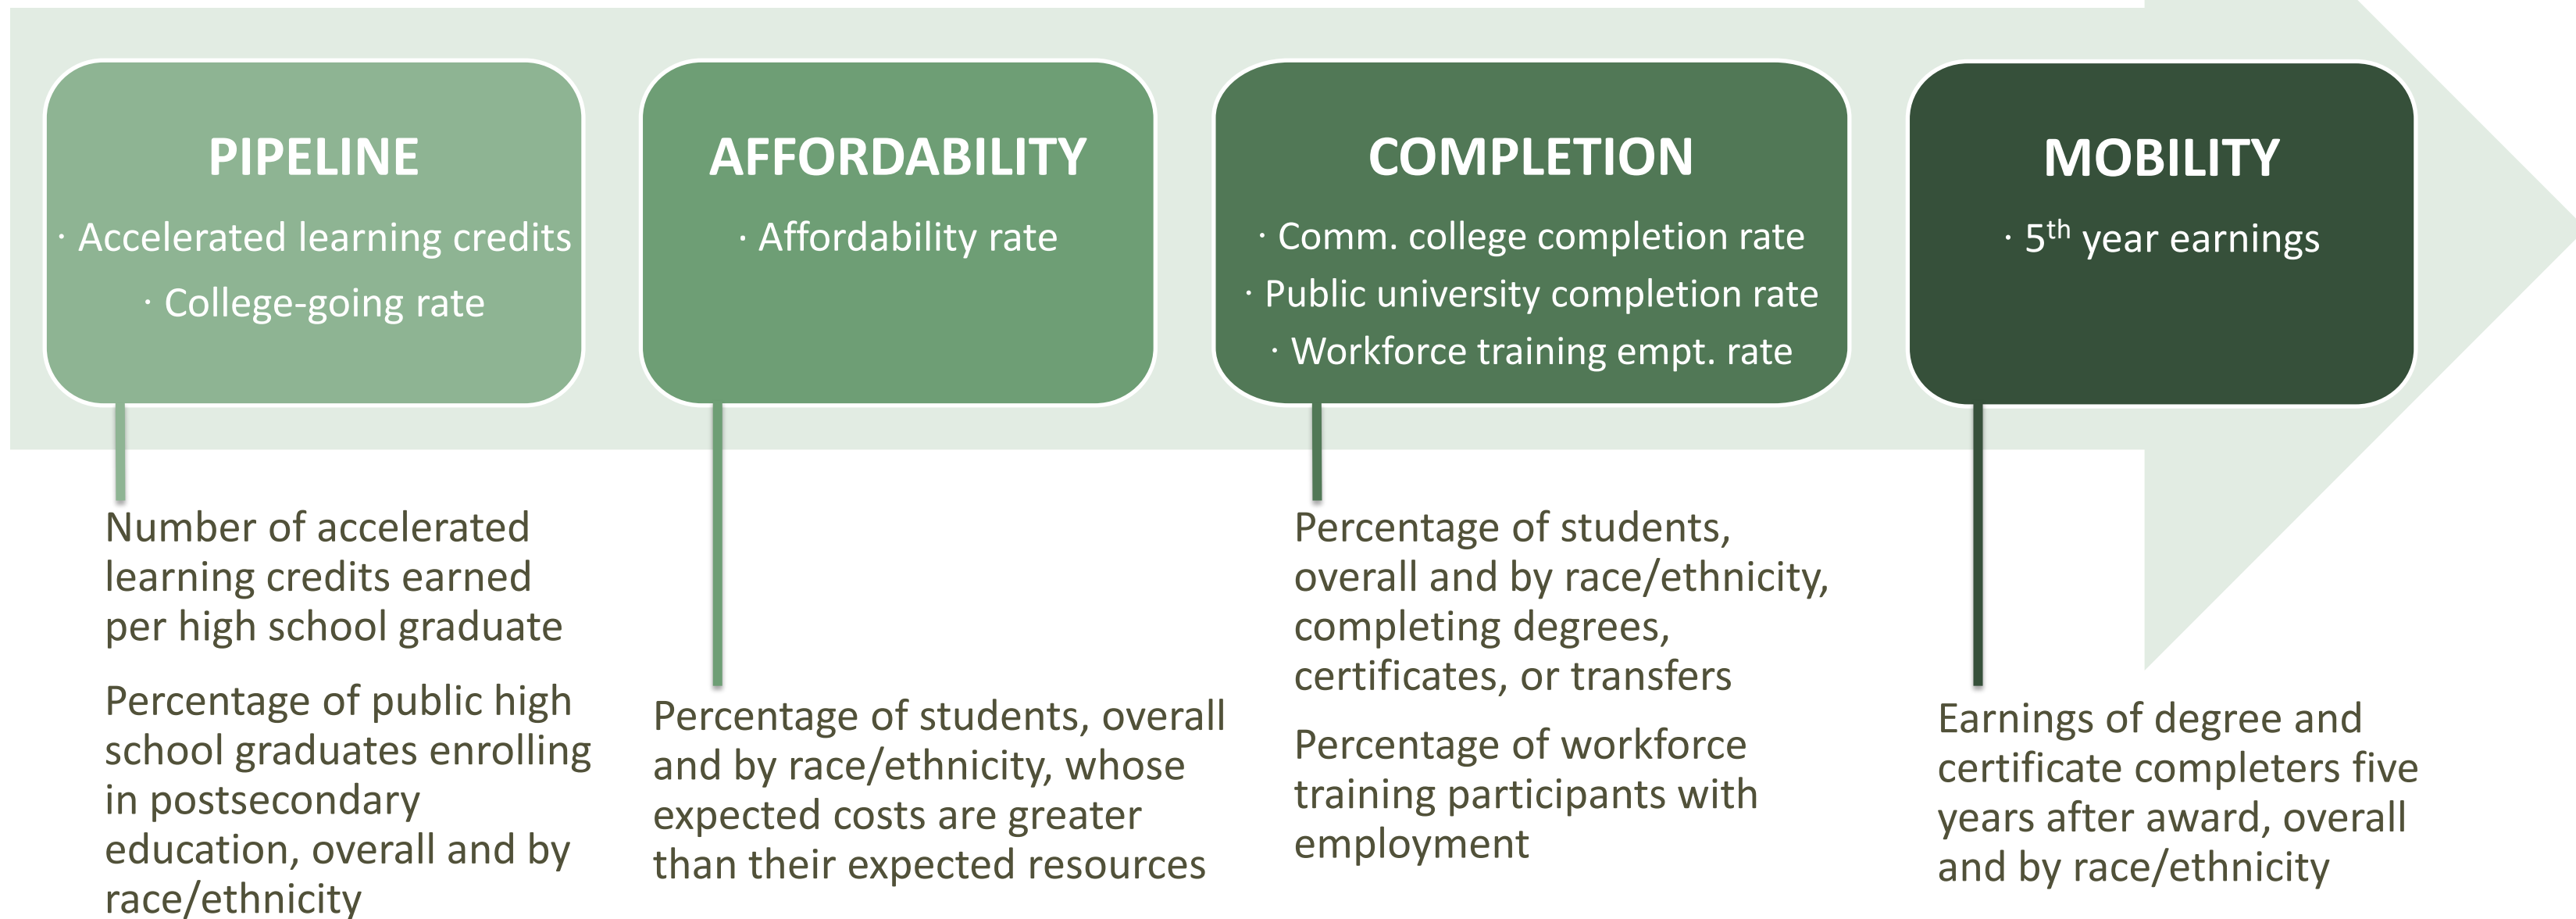 PIPELINE
· Accelerated learning credits
· College-going rate
AFFORDABILITY
· Affordability rate
COMPLETION
· Comm. college completion rate
· Public university completion rate
· Workforce training empt. rate
MOBILITY
· 5th year earnings
Number of accelerated
learning credits earned
per high school graduate
Percentage of public high
school graduates enrolling
in postsecondary
education, overall and by
race/ethnicity
Percentage of students, overall
and by race/ethnicity, whose
expected costs are greater
than their expected resources
Percentage of students,
overall and by race/ethnicity,
completing degrees,
certificates, or transfers
Percentage of workforce
training participants with
employment
Earnings of degree and
certificate completers five
years after award, overall
and by race/ethnicity